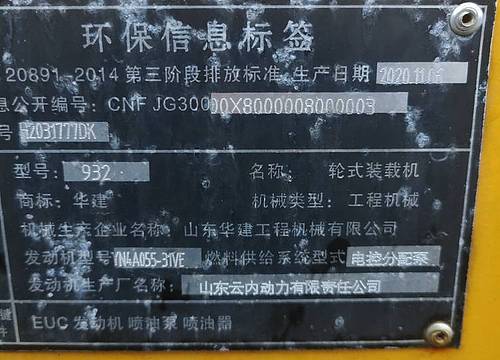 环保信息标签
20891-2014 第三阶段排放标准 生产日期 2020.11.06
息公开编号: CNF JG30000X8000008000003
号 H2031777DK
型号: 932 名称: 轮式装载机
商标: 华建 机械类型: 工程机械
机械生产企业名称: 山东华建工程机械有限公司
发动机型号 YN4A055-31VE 燃料供给系统型式 电控分配泵
发动机生产厂名称: 山东云内动力有限责任公司
键 EUC 发动机 喷油泵 喷油器
件